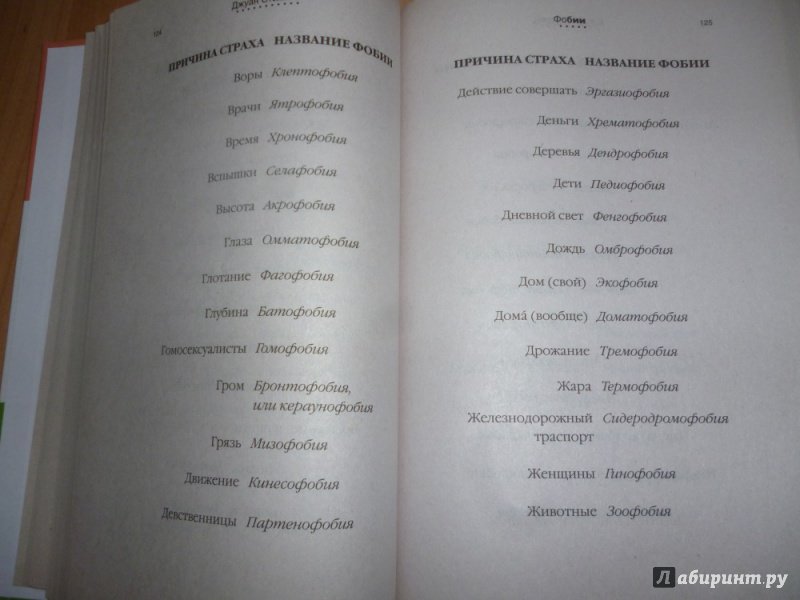 124
Джуан
ПРИЧИНА СТРАХА НАЗВАНИЕ ФОБИИ
Воры Клептофобия
Врачи Ятрофобия
Время Хронофобия
Вспышки Селафобия
Высота Акрофобия
Глаза Омматофобия
Глотание Фагофобия
Глубина Батофобия
Гомосексуалисты Гомофобия
Гром Бронтофобия,
или кераунофобия
Грязь Мизофобия
Движение Кинесофобия
Девственницы Партенофобия
Фобии
125
ПРИЧИНА СТРАХА НАЗВАНИЕ ФОБИИ
Действие совершать Эргазиофобия
Деньги Хрематофобия
Деревья Дендрофобия
Дети Педиофобия
Дневной свет Фенгофобия
Дождь Омброфобия
Дом (свой) Экофобия
Домá (вообще) Доматофобия
Дрожание Тремофобия
Жара Термофобия
Железнодорожный Сидеродромофобия
траспорт
Женщины Гинофобия
Животные Зоофобия
Лабиринт.ру